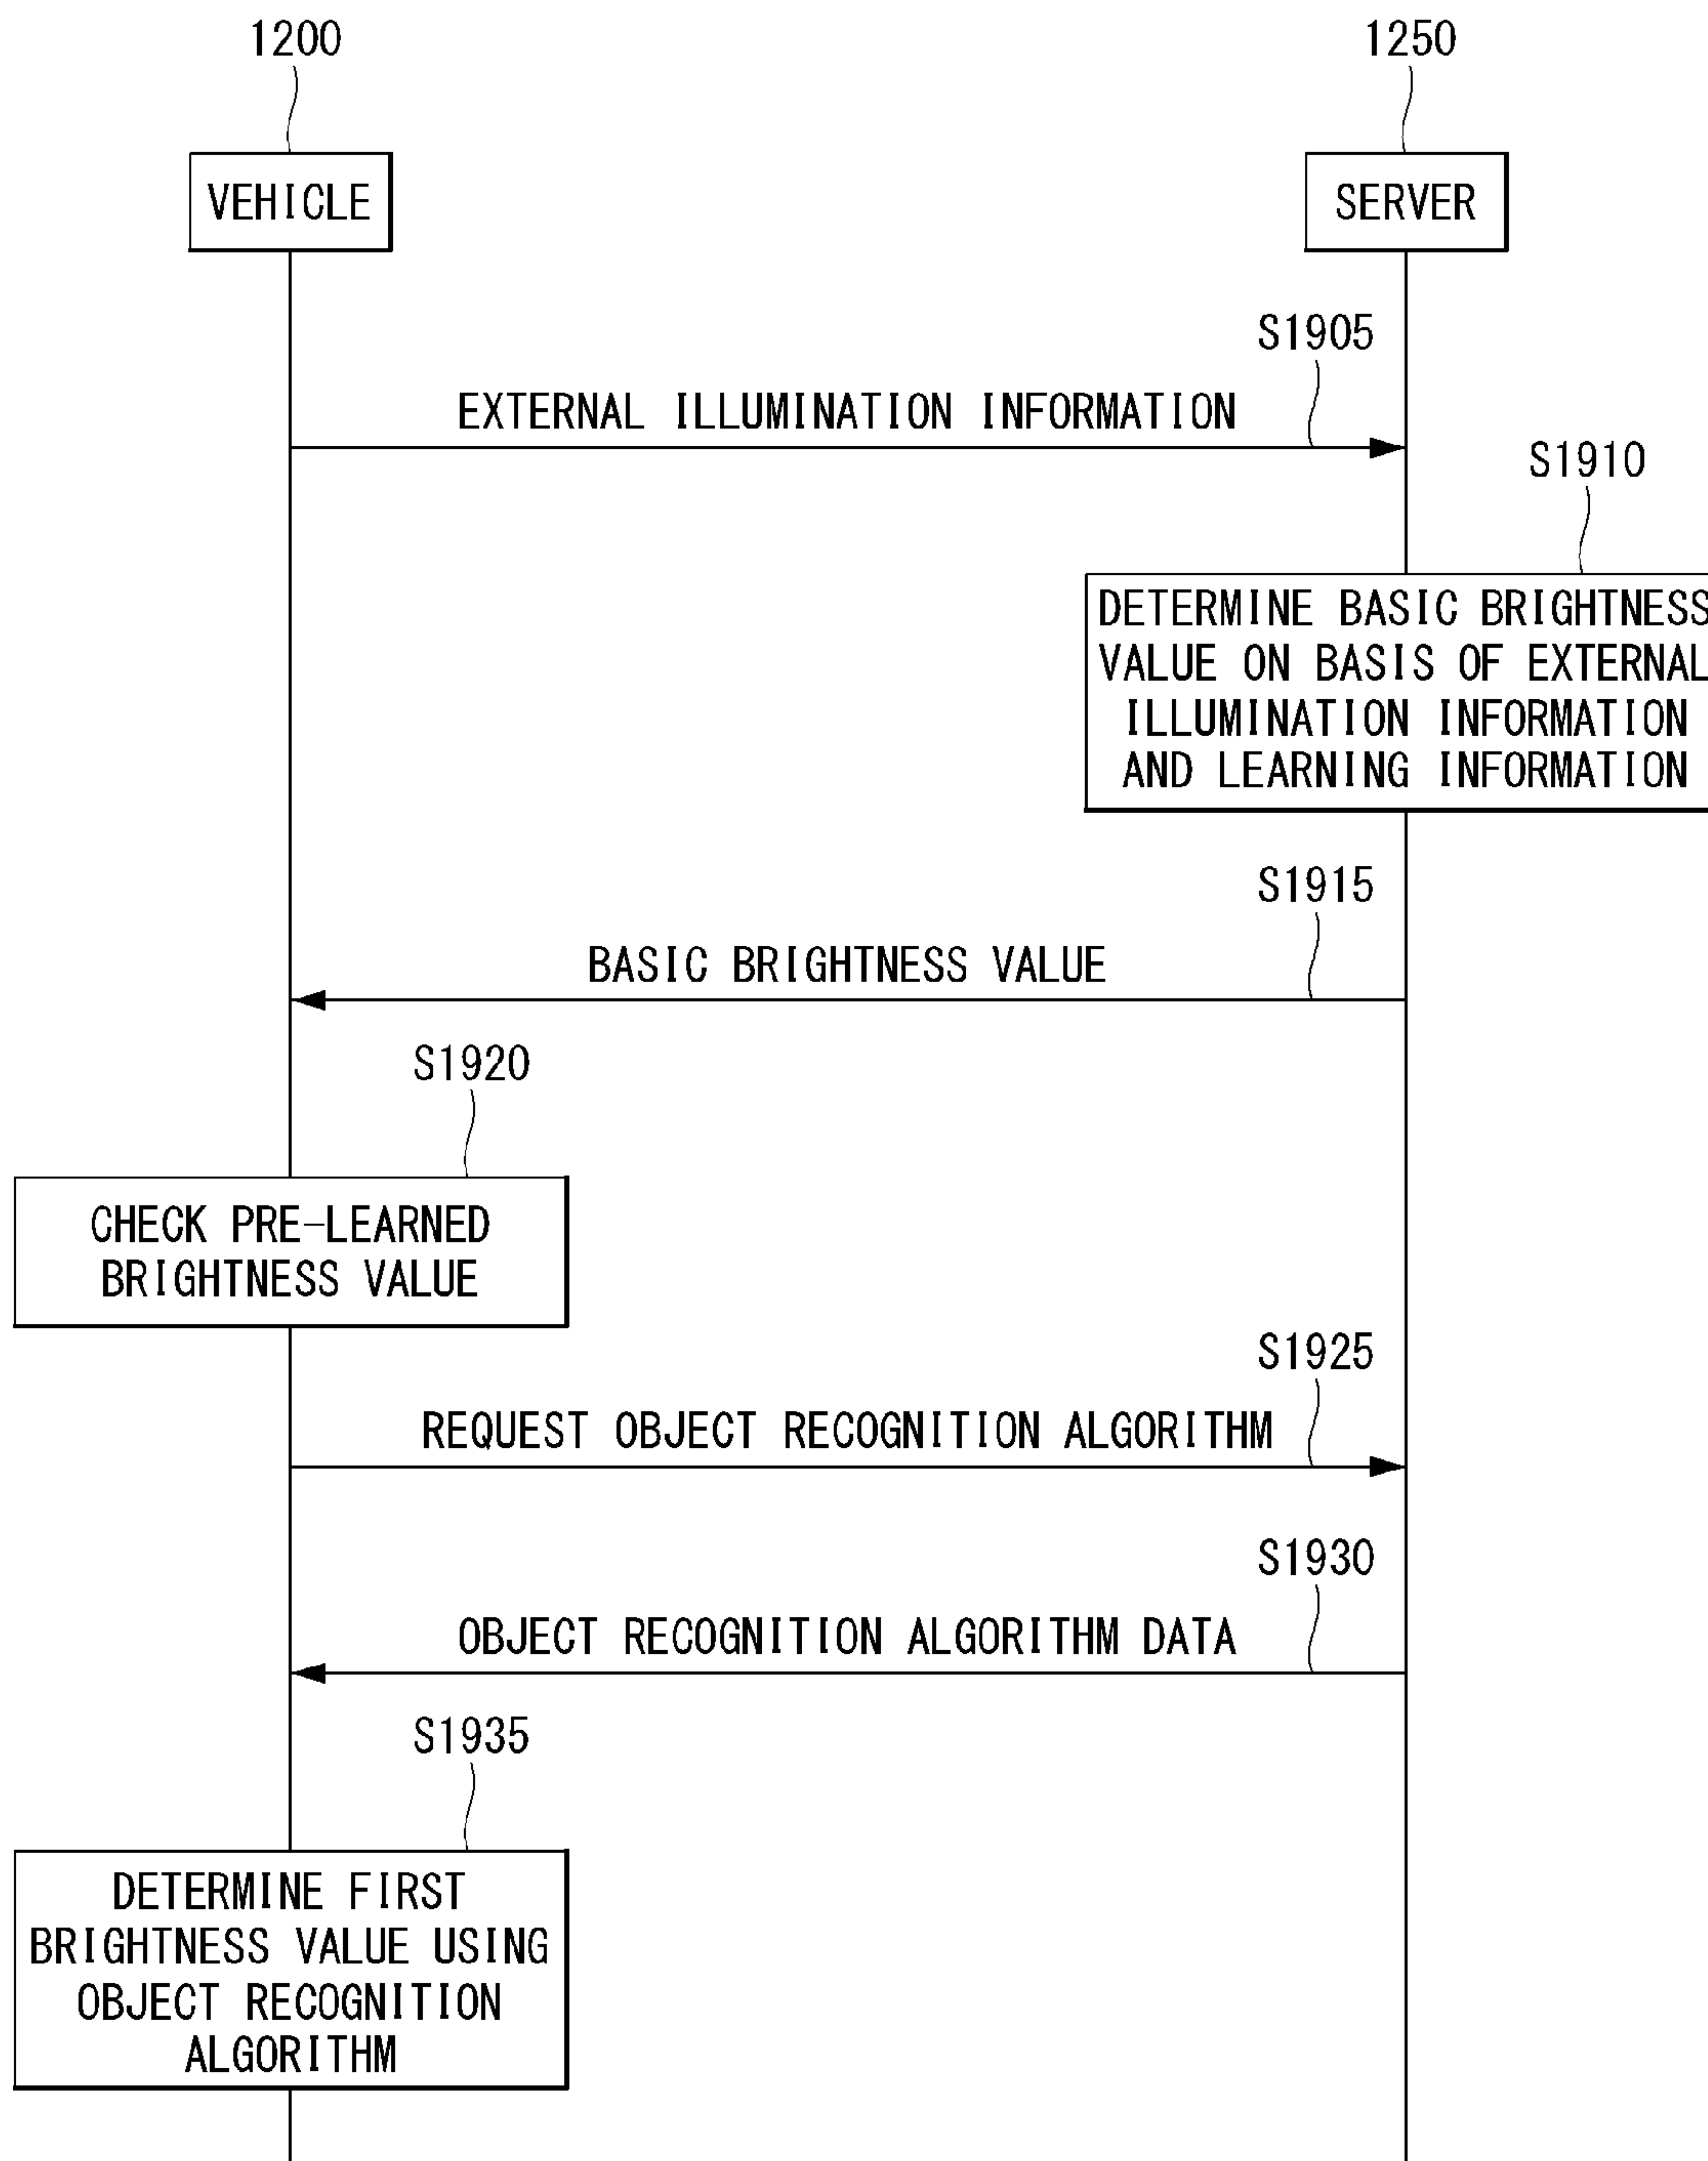 1200
1250
VEHICLE
SERVER
S1905
EXTERNAL ILLUMINATION INFORMATION
S1910
DETERMINE BASIC BRIGHTNESS
VALUE ON BASIS OF EXTERNAL
ILLUMINATION INFORMATION
AND LEARNING INFORMATION
S1915
BASIC BRIGHTNESS VALUE
S1920
CHECK PRE-LEARNED
BRIGHTNESS VALUE
S1925
REQUEST OBJECT RECOGNITION ALGORITHM
S1930
OBJECT RECOGNITION ALGORITHM DATA
S1935
DETERMINE FIRST
BRIGHTNESS VALUE USING
OBJECT RECOGNITION
ALGORITHM